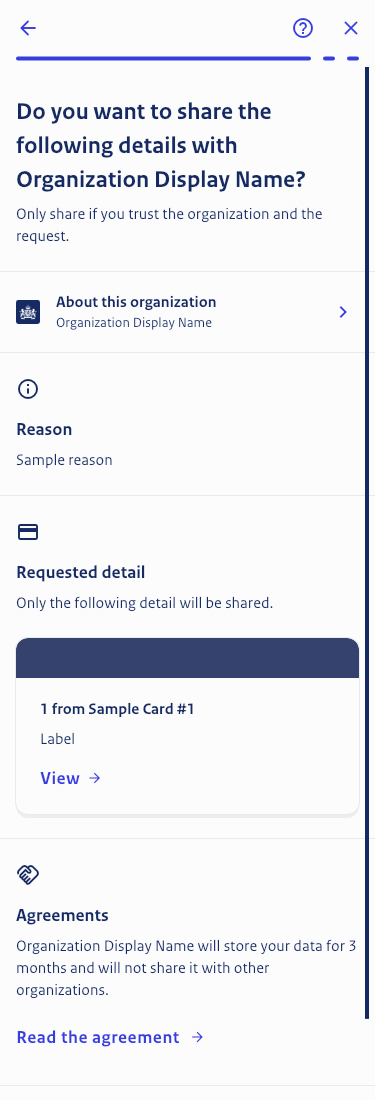 Do you want to share the
following details with
Organization Display Name?
Only share if you trust the organization and the
request.
About this organization
Organization Display Name
Reason
Sample reason
Requested detail
Only the following detail will be shared.
1 from Sample Card #1
Label
View
Agreements
Organization Display Name will store your data for 3
months and will not share it with other
organizations.
Read the agreement